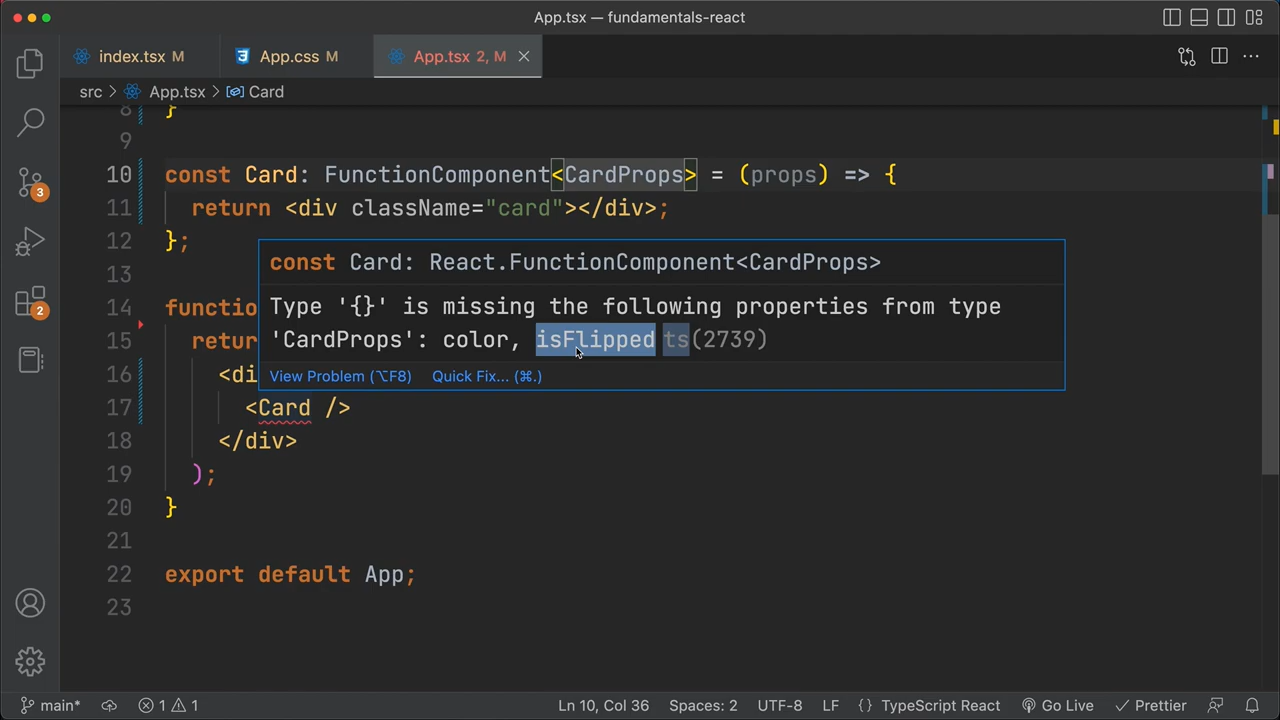 App.tsx — fundamentals-react
index.tsx M
App.css M
App.tsx 2, M
src > App.tsx > Card
8 }
9
10 const Card: FunctionComponent<CardProps> = (props) => {
11 return <div className="card"></div>;
12 };
13
const Card: React.FunctionComponent<CardProps>
Type '{}' is missing the following properties from type
'CardProps': color, isFlipped ts(2739)
View Problem (⌥F8) Quick Fix... (⌘.)
14 function
15 retur
16 <di
17 <Card />
18 </div>
19 );
20 }
21
22 export default App;
23
3
2
main* 1 1 Ln 10, Col 36 Spaces: 2 UTF-8 LF {} TypeScript React Go Live Prettier